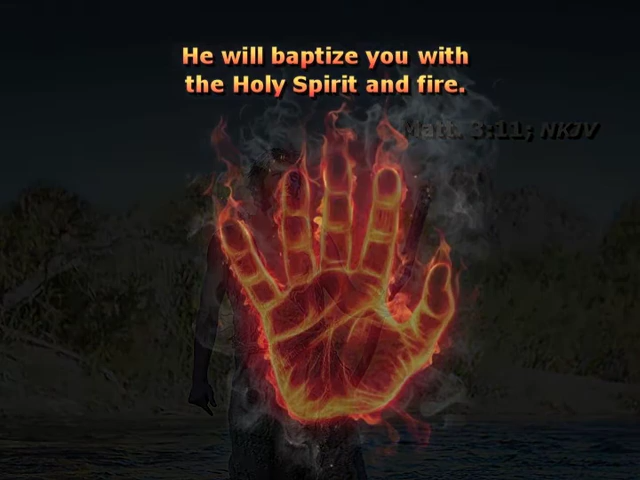 He will baptize you with
the Holy Spirit and fire.
Matt. 3:11; NKJV